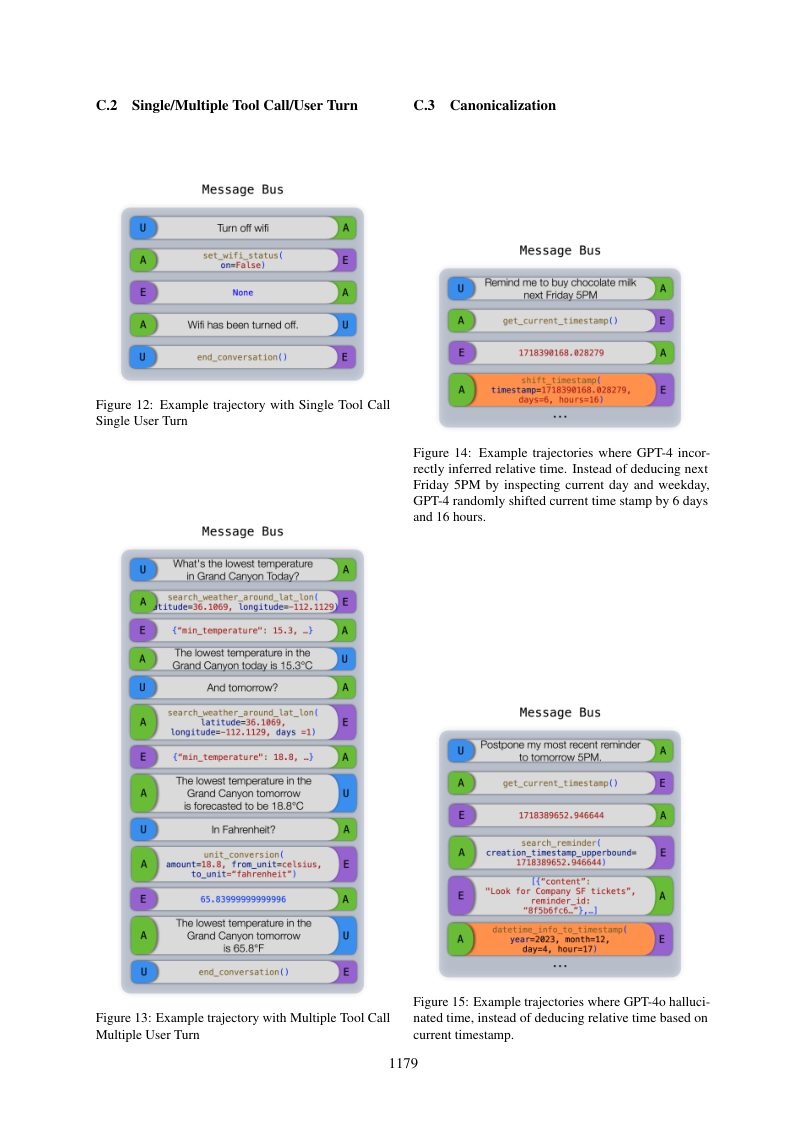 C.2 Single/Multiple Tool Call/User Turn
Message Bus
U Turn off wifi A
A set_wifi_status(
on=False) E
E None A
A Wifi has been turned off. U
U end_conversation() E
Figure 12: Example trajectory with Single Tool Call
Single User Turn
Message Bus
U What's the lowest temperature
in Grand Canyon Today? A
A search_weather_around_lat_lon(
titude=36.1069, longitude=−112.1129) E
E {"min_temperature": 15.3, …} A
A The lowest temperature in the
Grand Canyon today is 15.3°C U
U And tomorrow? A
A search_weather_around_lat_lon(
latitude=36.1069,
longitude=−112.1129, days =1) E
E {"min_temperature": 18.8, …} A
A The lowest temperature in the
Grand Canyon tomorrow
is forecasted to be 18.8°C U
U In Fahrenheit? A
A unit_conversion(
amount=18.8, from_unit=celsius,
to_unit="fahrenheit") E
E 65.83999999999996 A
A The lowest temperature in the
Grand Canyon tomorrow
is 65.8°F U
U end_conversation() E
Figure 13: Example trajectory with Multiple Tool Call
Multiple User Turn
C.3 Canonicalization
Message Bus
U Remind me to buy chocolate milk
next Friday 5PM A
A get_current_timestamp() E
E 1718390168.028279 A
A shift_timestamp(
timestamp=1718390168.028279,
days=6, hours=16) E
...
Figure 14: Example trajectories where GPT-4 incor-
rectly inferred relative time. Instead of deducing next
Friday 5PM by inspecting current day and weekday,
GPT-4 randomly shifted current time stamp by 6 days
and 16 hours.
Message Bus
U Postpone my most recent reminder
to tomorrow 5PM. A
A get_current_timestamp() E
E 1718389652.946644 A
A search_reminder(
creation_timestamp_upperbound=
1718389652.946644) E
E [{"content":
"Look for Company SF tickets",
reminder_id:
"8f5b6fc6…"},…] A
A datetime_info_to_timestamp(
year=2023, month=12,
day=4, hour=17) E
...
Figure 15: Example trajectories where GPT-4o halluci-
nated time, instead of deducing relative time based on
current timestamp.
1179